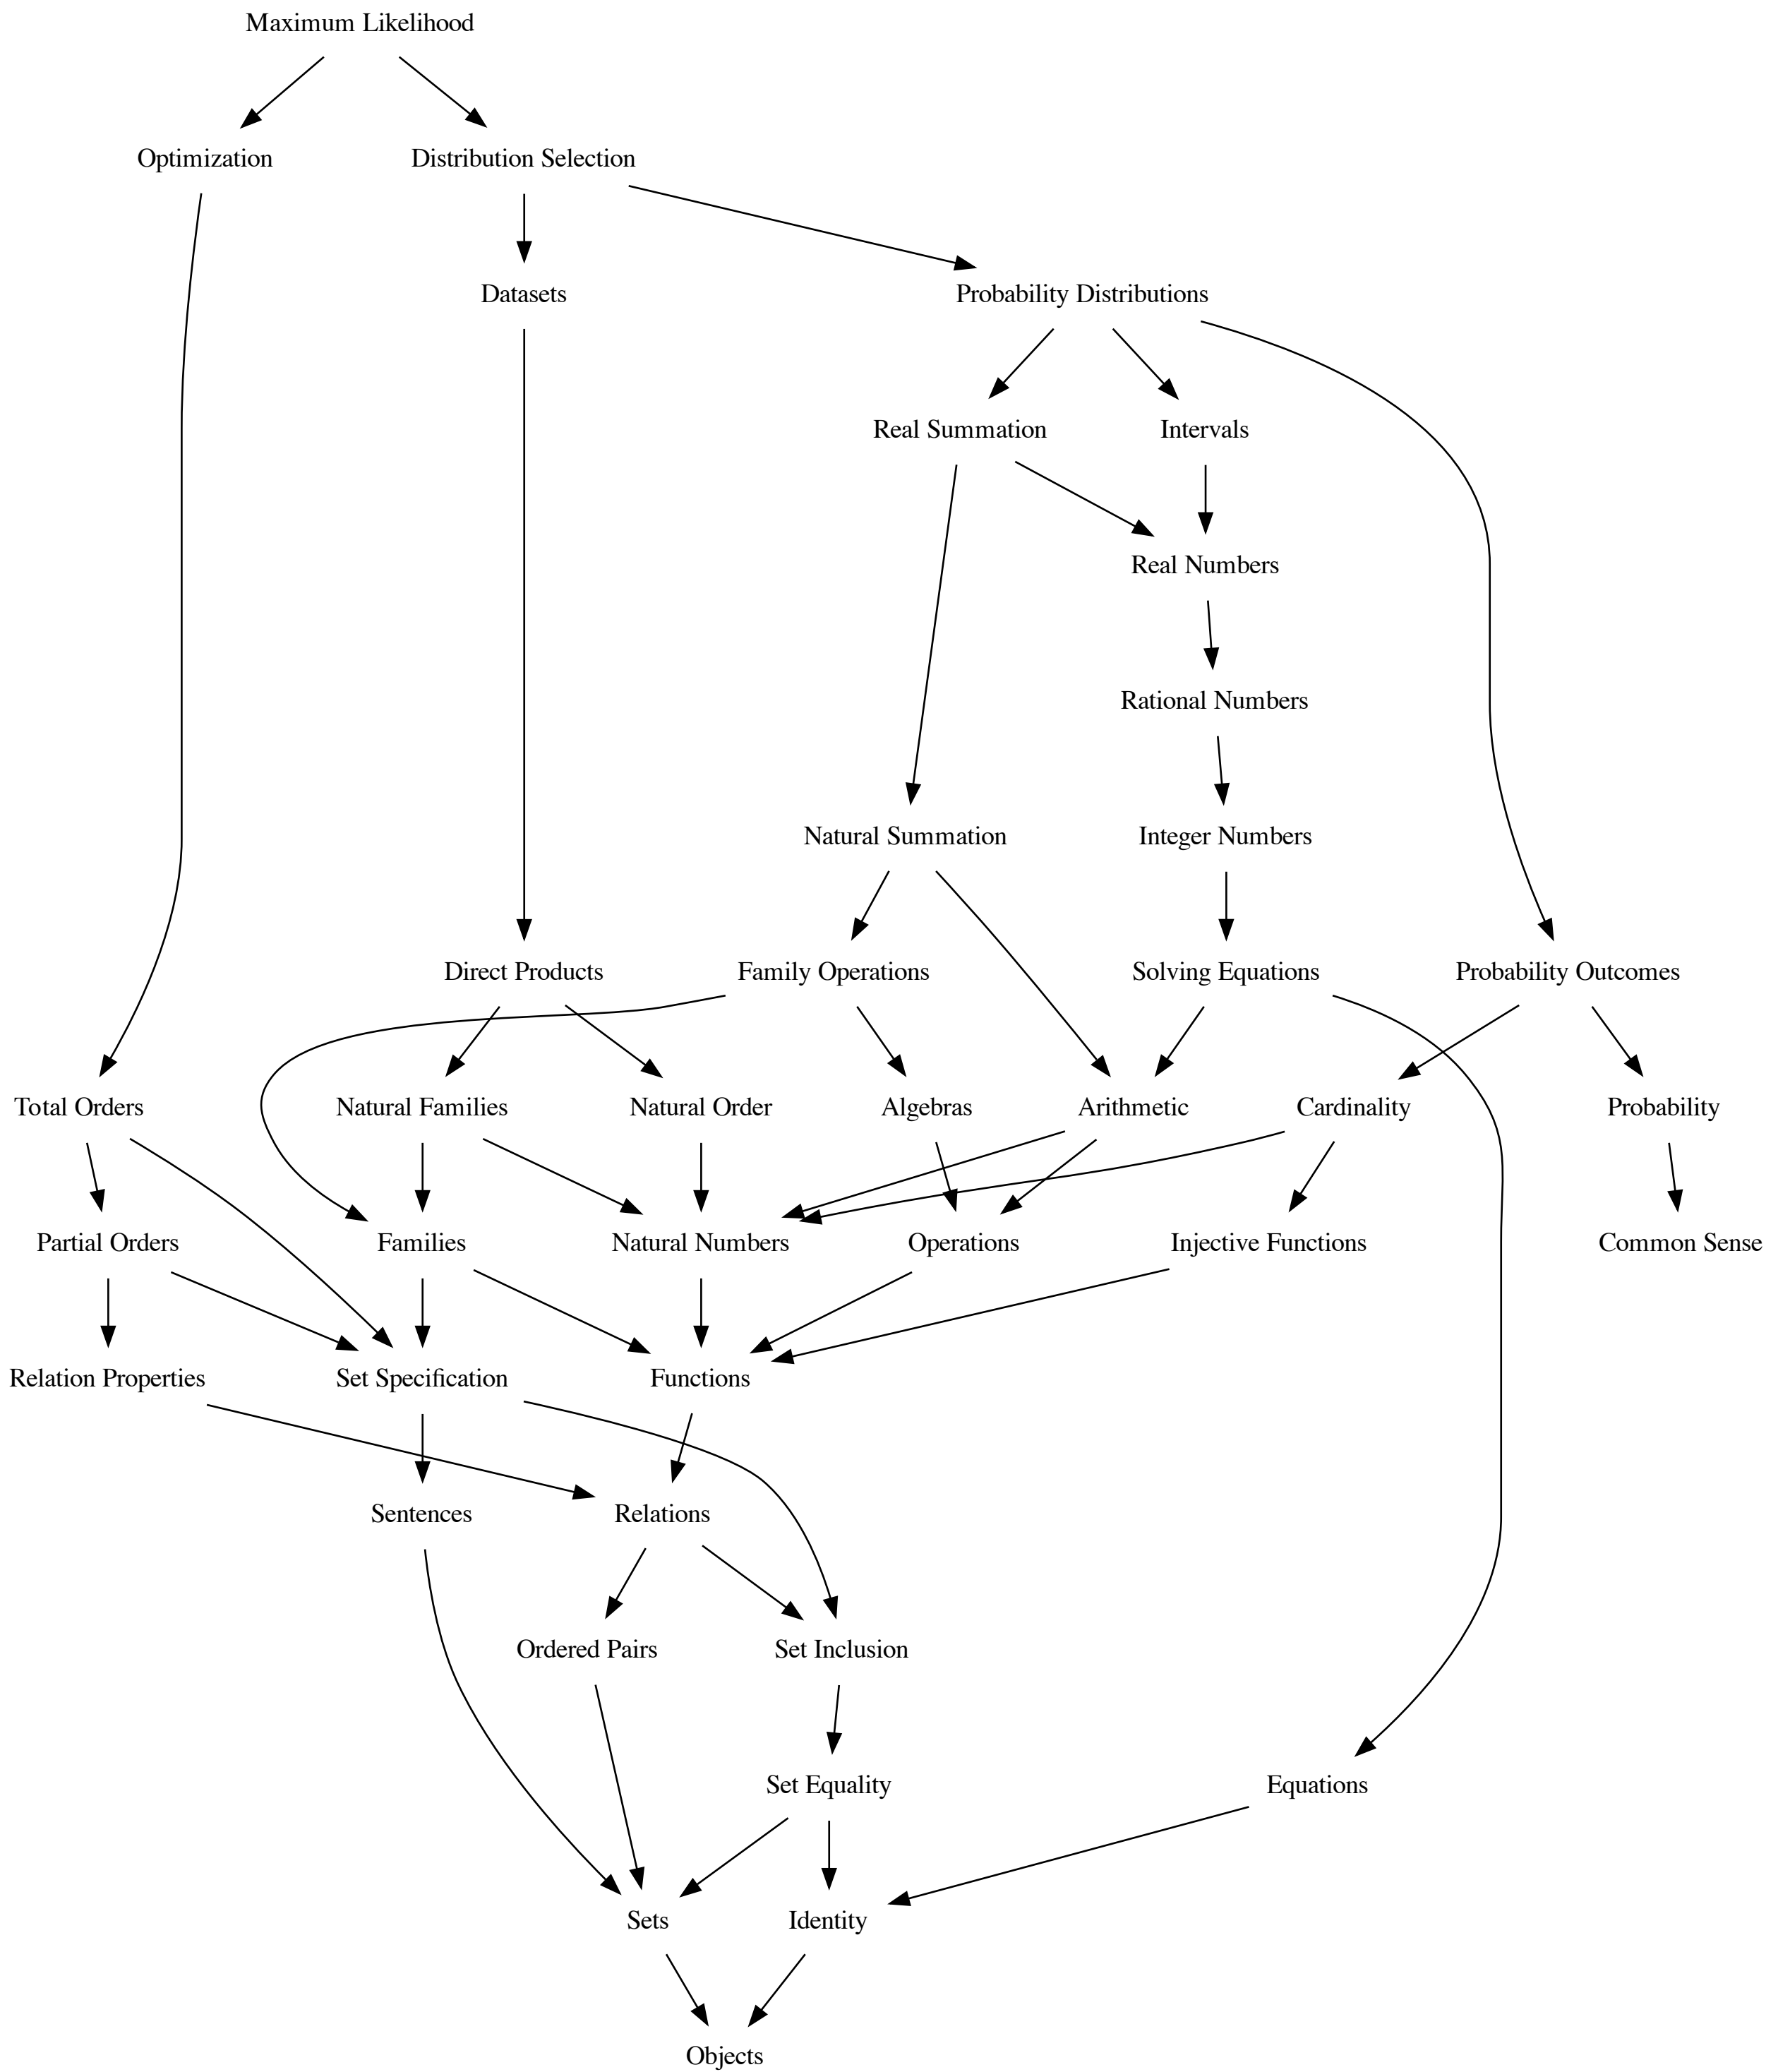 Maximum Likelihood
Optimization
Distribution Selection
Datasets
Probability Distributions
Real Summation
Intervals
Real Numbers
Rational Numbers
Natural Summation
Integer Numbers
Direct Products
Family Operations
Solving Equations
Probability Outcomes
Total Orders
Natural Families
Natural Order
Algebras
Arithmetic
Cardinality
Probability
Partial Orders
Families
Natural Numbers
Operations
Injective Functions
Common Sense
Relation Properties
Set Specification
Functions
Sentences
Relations
Ordered Pairs
Set Inclusion
Set Equality
Equations
Sets
Identity
Objects